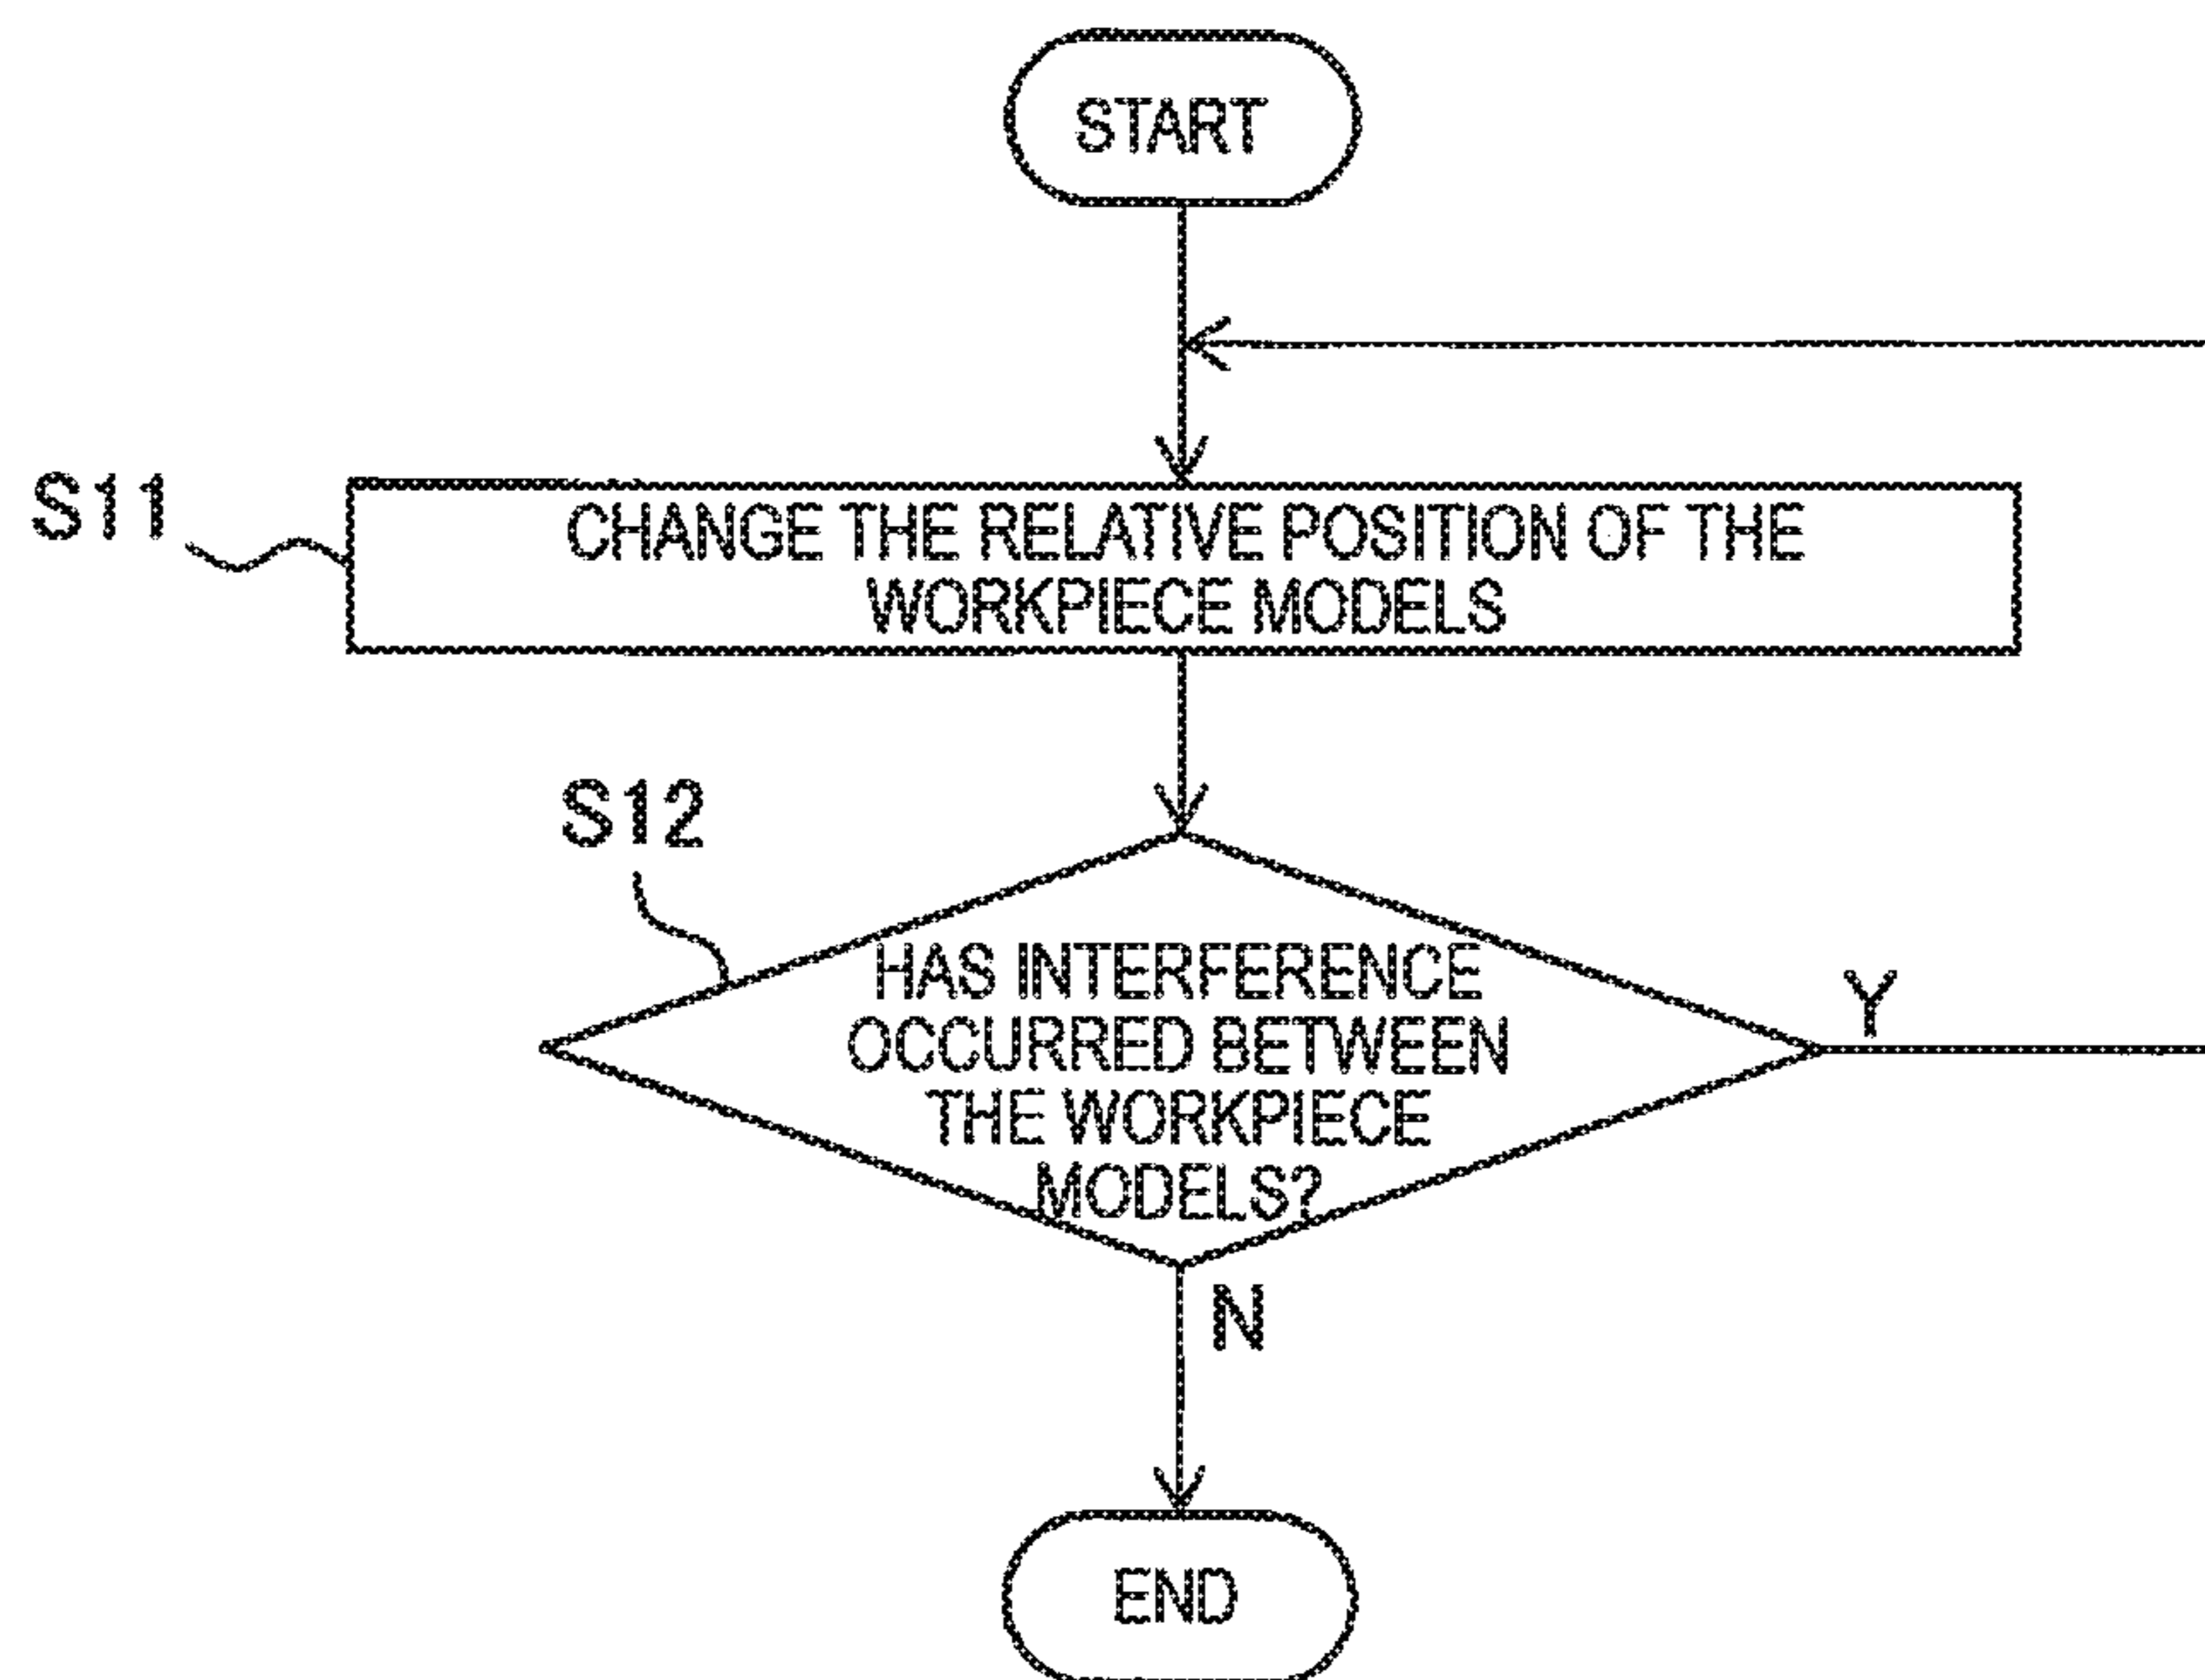 START
S11
CHANGE THE RELATIVE POSITION OF THE
WORKPIECE MODELS
S12
HAS INTERFERENCE
OCCURRED BETWEEN
THE WORKPIECE
MODELS?
Y
N
END